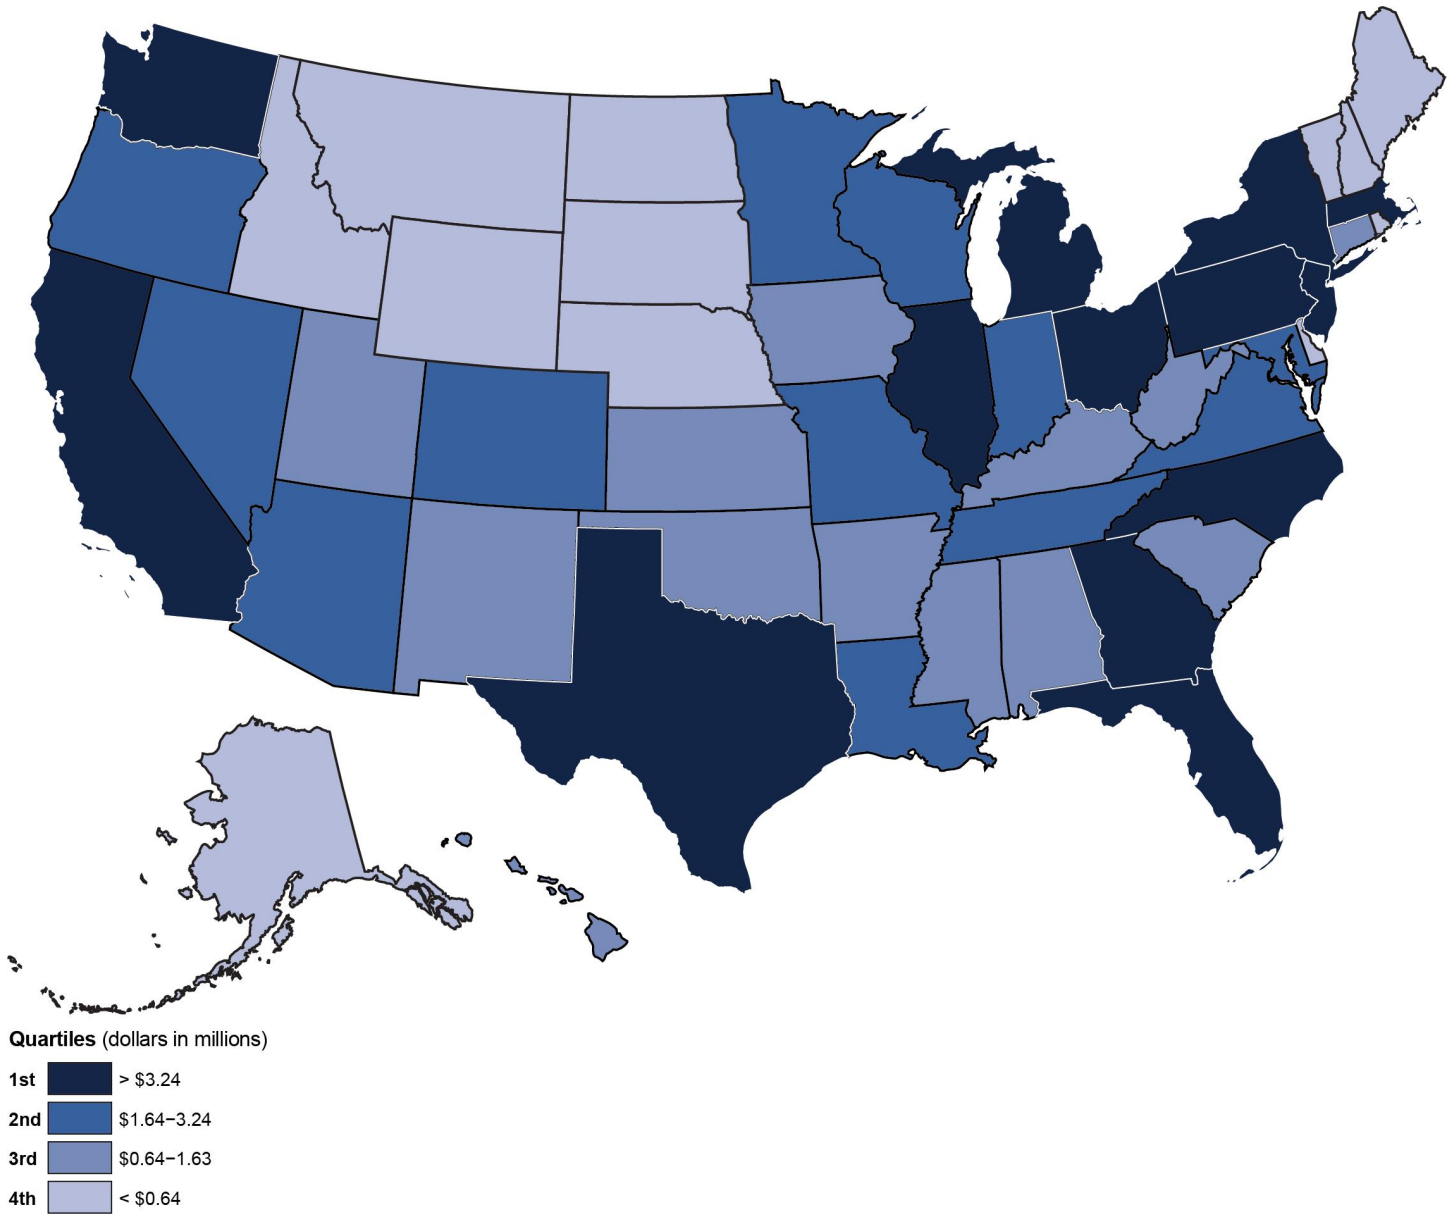 Quartiles (dollars in millions)
1st > $3.24
2nd $1.64−3.24
3rd $0.64−1.63
4th < $0.64